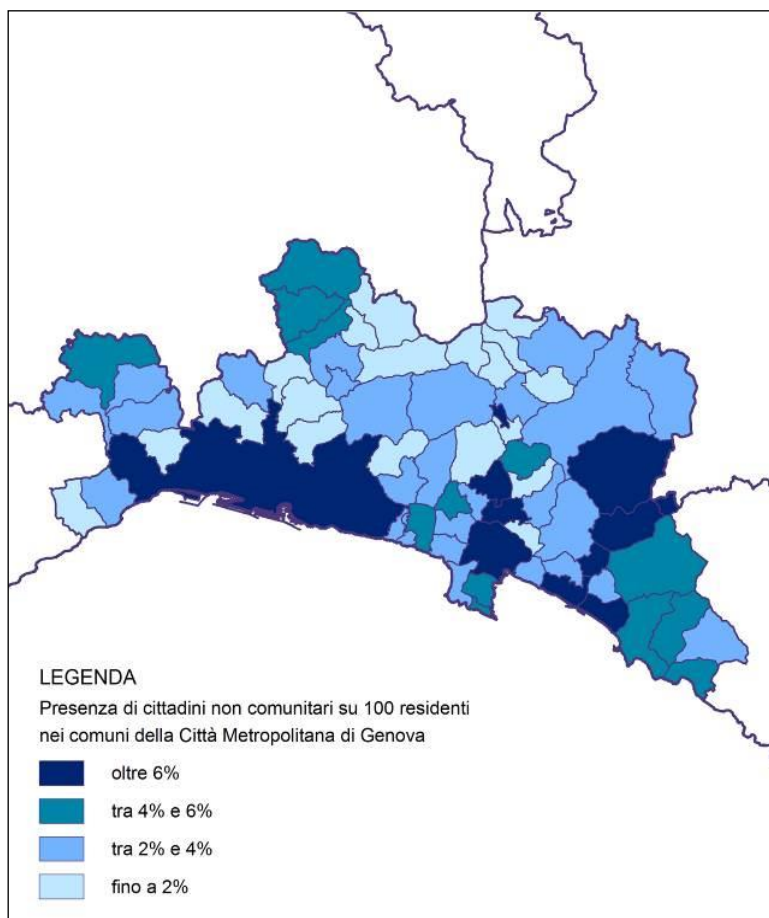 LEGENDA
Presenza di cittadini non comunitari su 100 residenti
nei comuni della Città Metropolitana di Genova
oltre 6%
tra 4% e 6%
tra 2% e 4%
fino a 2%